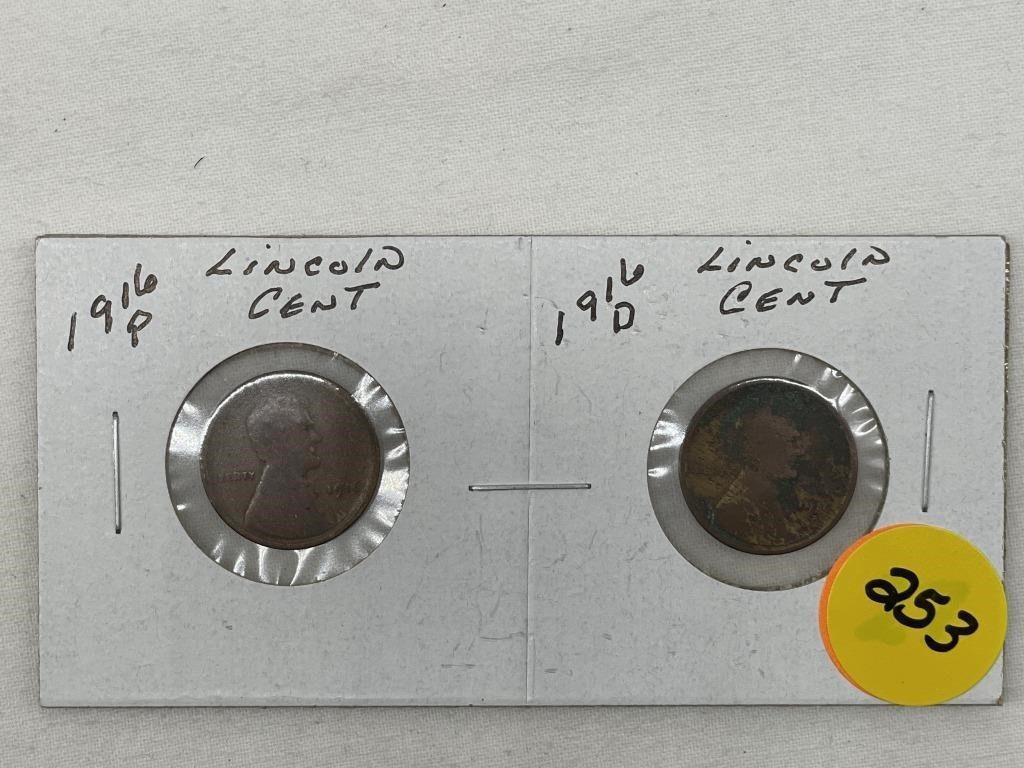 1916 P LINCOLN CENT
LIBERTY
1916
1916 D LINCOLN CENT
253